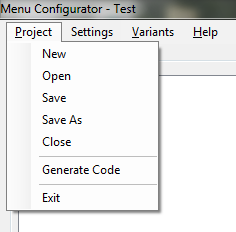 Menu Configurator - Test
Project Settings Variants Help
New
Open
Save
Save As
Close
Generate Code
Exit